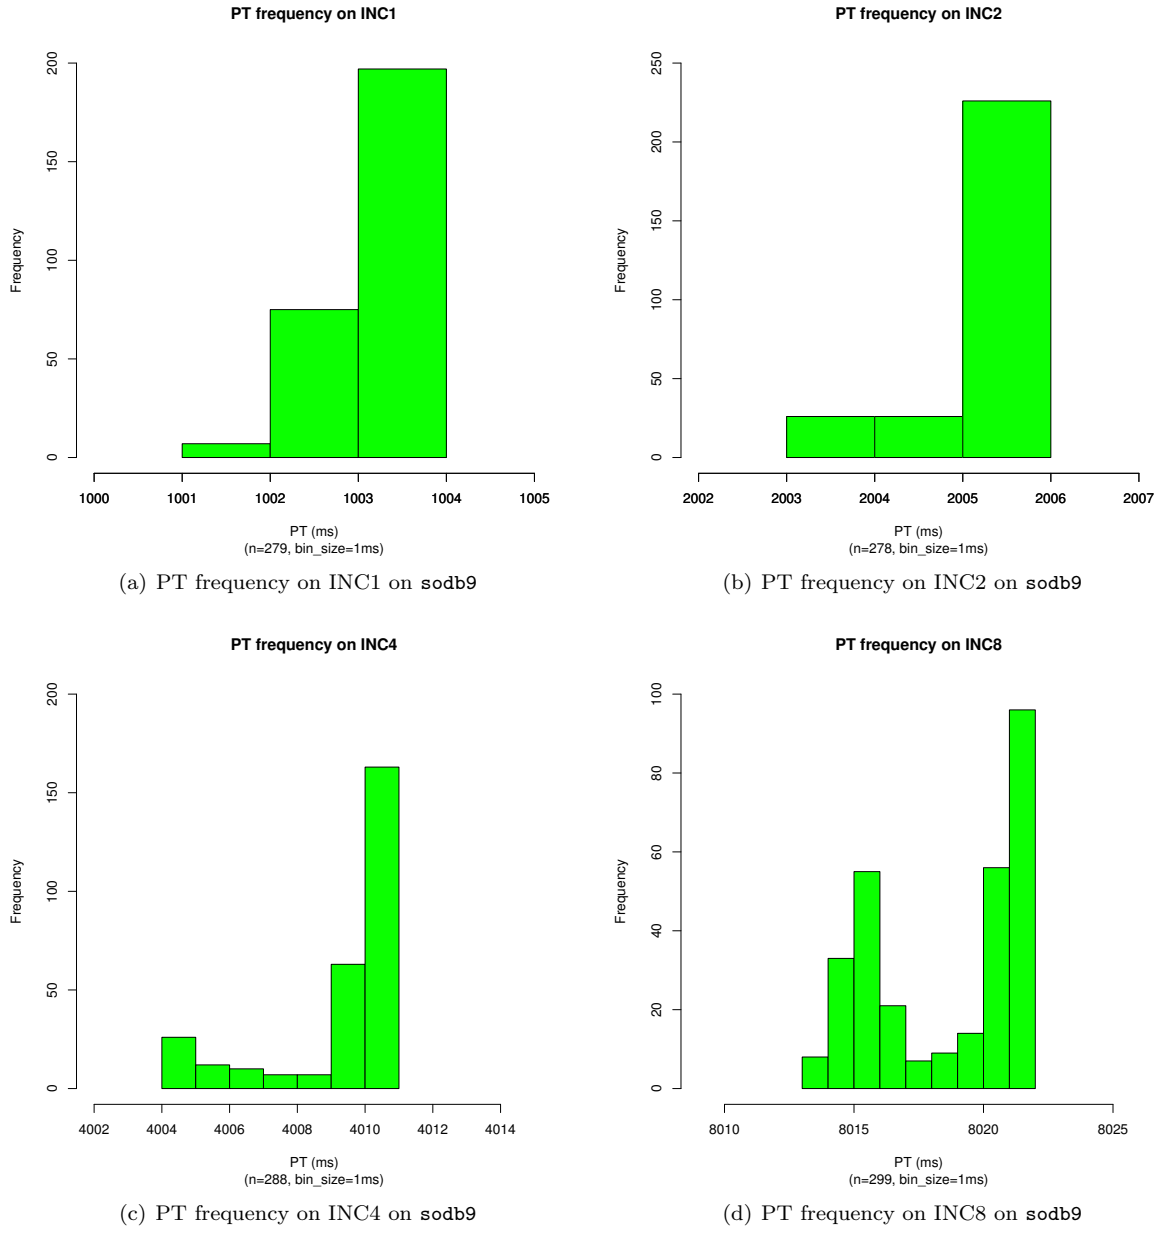 PT frequency on INC1
Frequency
0
50
100
150
200
1000 1001 1002 1003 1004 1005
PT (ms)
(n=279, bin_size=1ms)
(a) PT frequency on INC1 on sodb9
PT frequency on INC2
Frequency
0
50
100
150
200
250
2002 2003 2004 2005 2006 2007
PT (ms)
(n=278, bin_size=1ms)
(b) PT frequency on INC2 on sodb9
PT frequency on INC4
Frequency
0
50
100
150
200
4002 4004 4006 4008 4010 4012 4014
PT (ms)
(n=288, bin_size=1ms)
(c) PT frequency on INC4 on sodb9
PT frequency on INC8
Frequency
0
20
40
60
80
100
8010 8015 8020 8025
PT (ms)
(n=299, bin_size=1ms)
(d) PT frequency on INC8 on sodb9